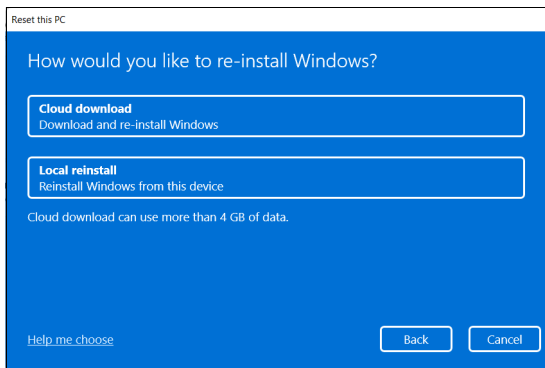 Reset this PC
How would you like to re-install Windows?
Cloud download
Download and re-install Windows
Local reinstall
Reinstall Windows from this device
Cloud download can use more than 4 GB of data.
Help me choose
Back
Cancel